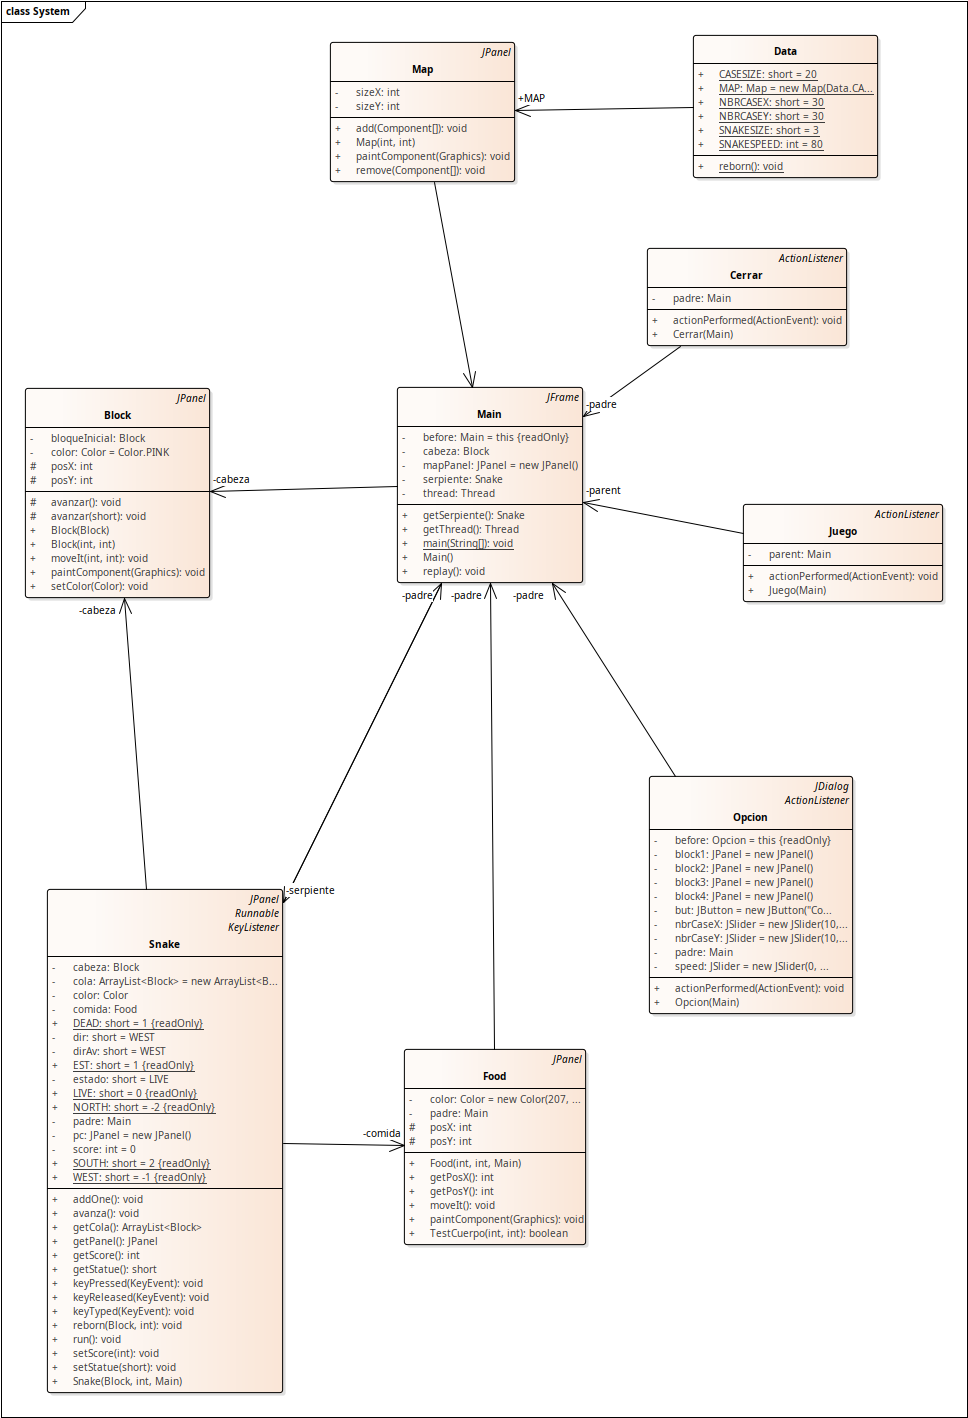 class System
JPanel
Map
- sizeX: int
- sizeY: int
+ add(Component[]): void
+ Map(int, int)
+ paintComponent(Graphics): void
+ remove(Component[]): void
+MAP
Data
+ CASESIZE: short = 20
+ MAP: Map = new Map(Data.CA...
+ NBRCASEX: short = 30
+ NBRCASEY: short = 30
+ SNAKESIZE: short = 3
+ SNAKESPEED: int = 80
+ reborn(): void
ActionListener
Cerrar
- padre: Main
+ actionPerformed(ActionEvent): void
+ Cerrar(Main)
-padre
JPanel
Block
- bloqueInicial: Block
- color: Color = Color.PINK
# posX: int
# posY: int
# avanzar(): void
# avanzar(short): void
+ Block(Block)
+ Block(int, int)
+ moveIt(int, int): void
+ paintComponent(Graphics): void
+ setColor(Color): void
-cabeza
-cabeza
JFrame
Main
- before: Main = this {readOnly}
- cabeza: Block
- mapPanel: JPanel = new JPanel()
- serpiente: Snake
- thread: Thread
+ getSerpiente(): Snake
+ getThread(): Thread
+ main(String[]): void
+ Main()
+ replay(): void
-parent
ActionListener
Juego
- parent: Main
+ actionPerformed(ActionEvent): void
+ Juego(Main)
-padre
-padre
-padre
JDialog
ActionListener
Opcion
- before: Opcion = this {readOnly}
- block1: JPanel = new JPanel()
- block2: JPanel = new JPanel()
- block3: JPanel = new JPanel()
- block4: JPanel = new JPanel()
- but: JButton = new JButton("Co...
- nbrCaseX: JSlider = new JSlider(10,...
- nbrCaseY: JSlider = new JSlider(10,...
- padre: Main
- speed: JSlider = new JSlider(0, ...
+ actionPerformed(ActionEvent): void
+ Opcion(Main)
-serpiente
JPanel
Runnable
KeyListener
Snake
- cabeza: Block
- cola: ArrayList<Block> = new ArrayList<B...
- color: Color
- comida: Food
+ DEAD: short = 1 {readOnly}
- dir: short = WEST
- dirAv: short = WEST
+ EST: short = 1 {readOnly}
- estado: short = LIVE
+ LIVE: short = 0 {readOnly}
+ NORTH: short = -2 {readOnly}
- padre: Main
- pc: JPanel = new JPanel()
- score: int = 0
+ SOUTH: short = 2 {readOnly}
+ WEST: short = -1 {readOnly}
+ addOne(): void
+ avanza(): void
+ getCola(): ArrayList<Block>
+ getPanel(): JPanel
+ getScore(): int
+ getStatue(): short
+ keyPressed(KeyEvent): void
+ keyReleased(KeyEvent): void
+ keyTyped(KeyEvent): void
+ reborn(Block, int): void
+ run(): void
+ setScore(int): void
+ setStatue(short): void
+ Snake(Block, int, Main)
-comida
JPanel
Food
- color: Color = new Color(207, ...
- padre: Main
# posX: int
# posY: int
+ Food(int, int, Main)
+ getPosX(): int
+ getPosY(): int
+ moveIt(): void
+ paintComponent(Graphics): void
+ TestCuerpo(int, int): boolean